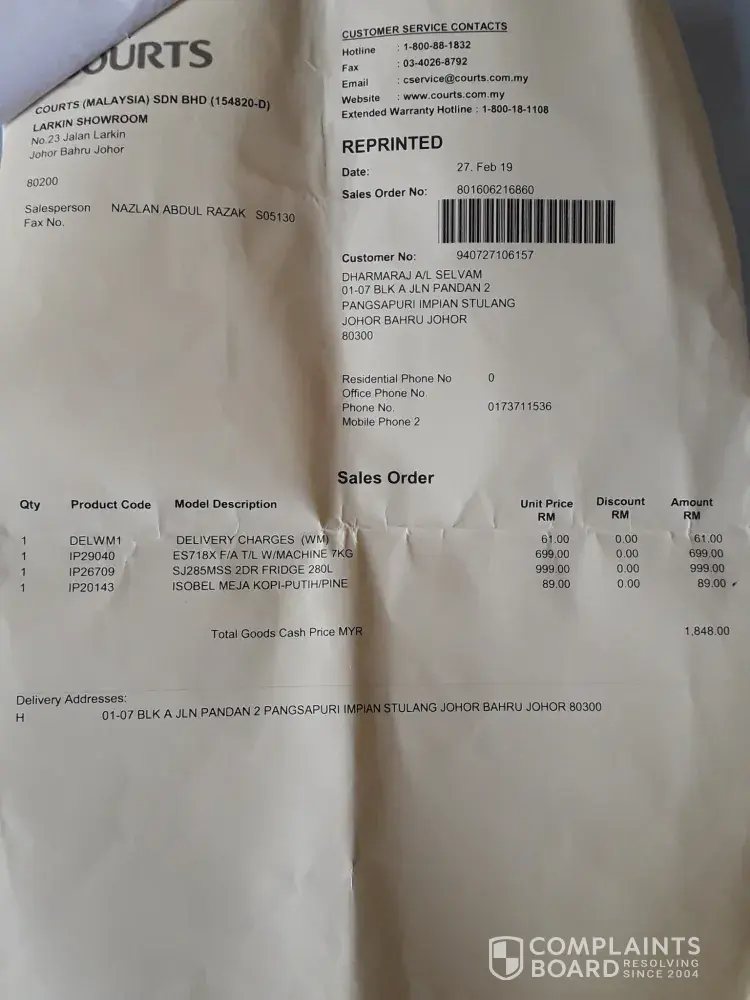 COURTS
COURTS (MALAYSIA) SDN BHD (154820-D)
LARKIN SHOWROOM
No.23 Jalan Larkin
Johor Bahru Johor
80200
Salesperson NAZLAN ABDUL RAZAK S05130
Fax No.
CUSTOMER SERVICE CONTACTS
Hotline : 1-800-88-1832
Fax : 03-4026-8792
Email : cservice@courts.com.my
Website : www.courts.com.my
Extended Warranty Hotline : 1-800-18-1108
REPRINTED
Date: 27. Feb 19
Sales Order No: 801606216860
Customer No: 940727106157
DHARMARAJ A/L SELVAM
01-07 BLK A JLN PANDAN 2
PANGSAPURI IMPIAN STULANG
JOHOR BAHRU JOHOR
80300
Residential Phone No 0
Office Phone No.
Phone No. 0173711536
Mobile Phone 2
Sales Order
Qty Product Code Model Description Unit Price RM Discount RM Amount RM
1 DELWM1 DELIVERY CHARGES (WM) 61.00 0.00 61.00
1 IP29040 ES718X F/A T/L W/MACHINE 7KG 699.00 0.00 699.00
1 IP26709 SJ285MSS 2DR FRIDGE 280L 999.00 0.00 999.00
1 IP20143 ISOBEL MEJA KOPI-PUTIH/PINE 89.00 0.00 89.00
Total Goods Cash Price MYR 1,848.00
Delivery Addresses:
H 01-07 BLK A JLN PANDAN 2 PANGSAPURI IMPIAN STULANG JOHOR BAHRU JOHOR 80300
COMPLAINTS
BOARD RESOLVING SINCE 2004